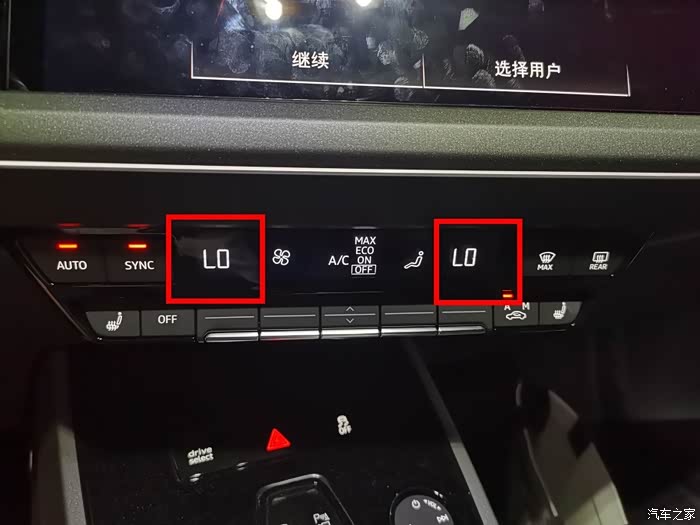 继续
选择用户
AUTO
SYNC
LO
A/C
MAX
ECO
ON
OFF
LO
MAX
REAR
OFF
A M
drive
select
OFF
汽车之家